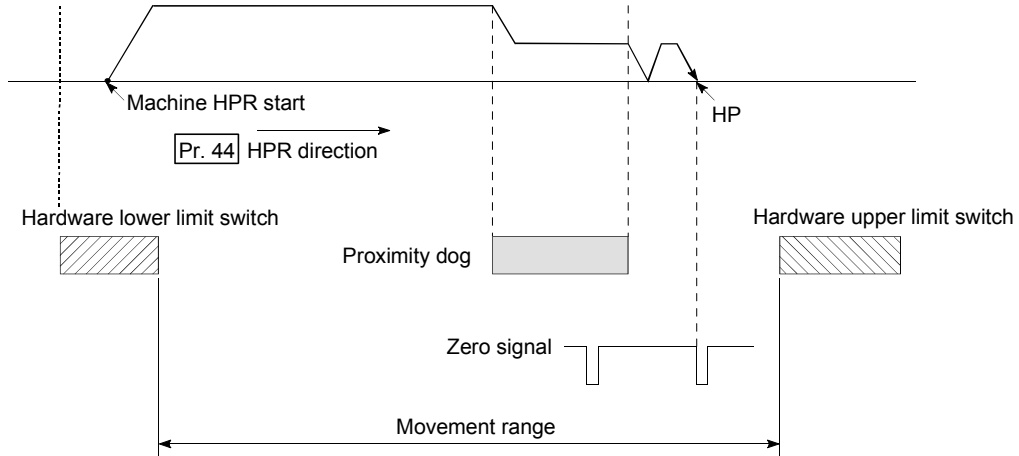 Machine HPR start
HP
Pr. 44 HPR direction
Hardware lower limit switch
Hardware upper limit switch
Proximity dog
Zero signal
Movement range